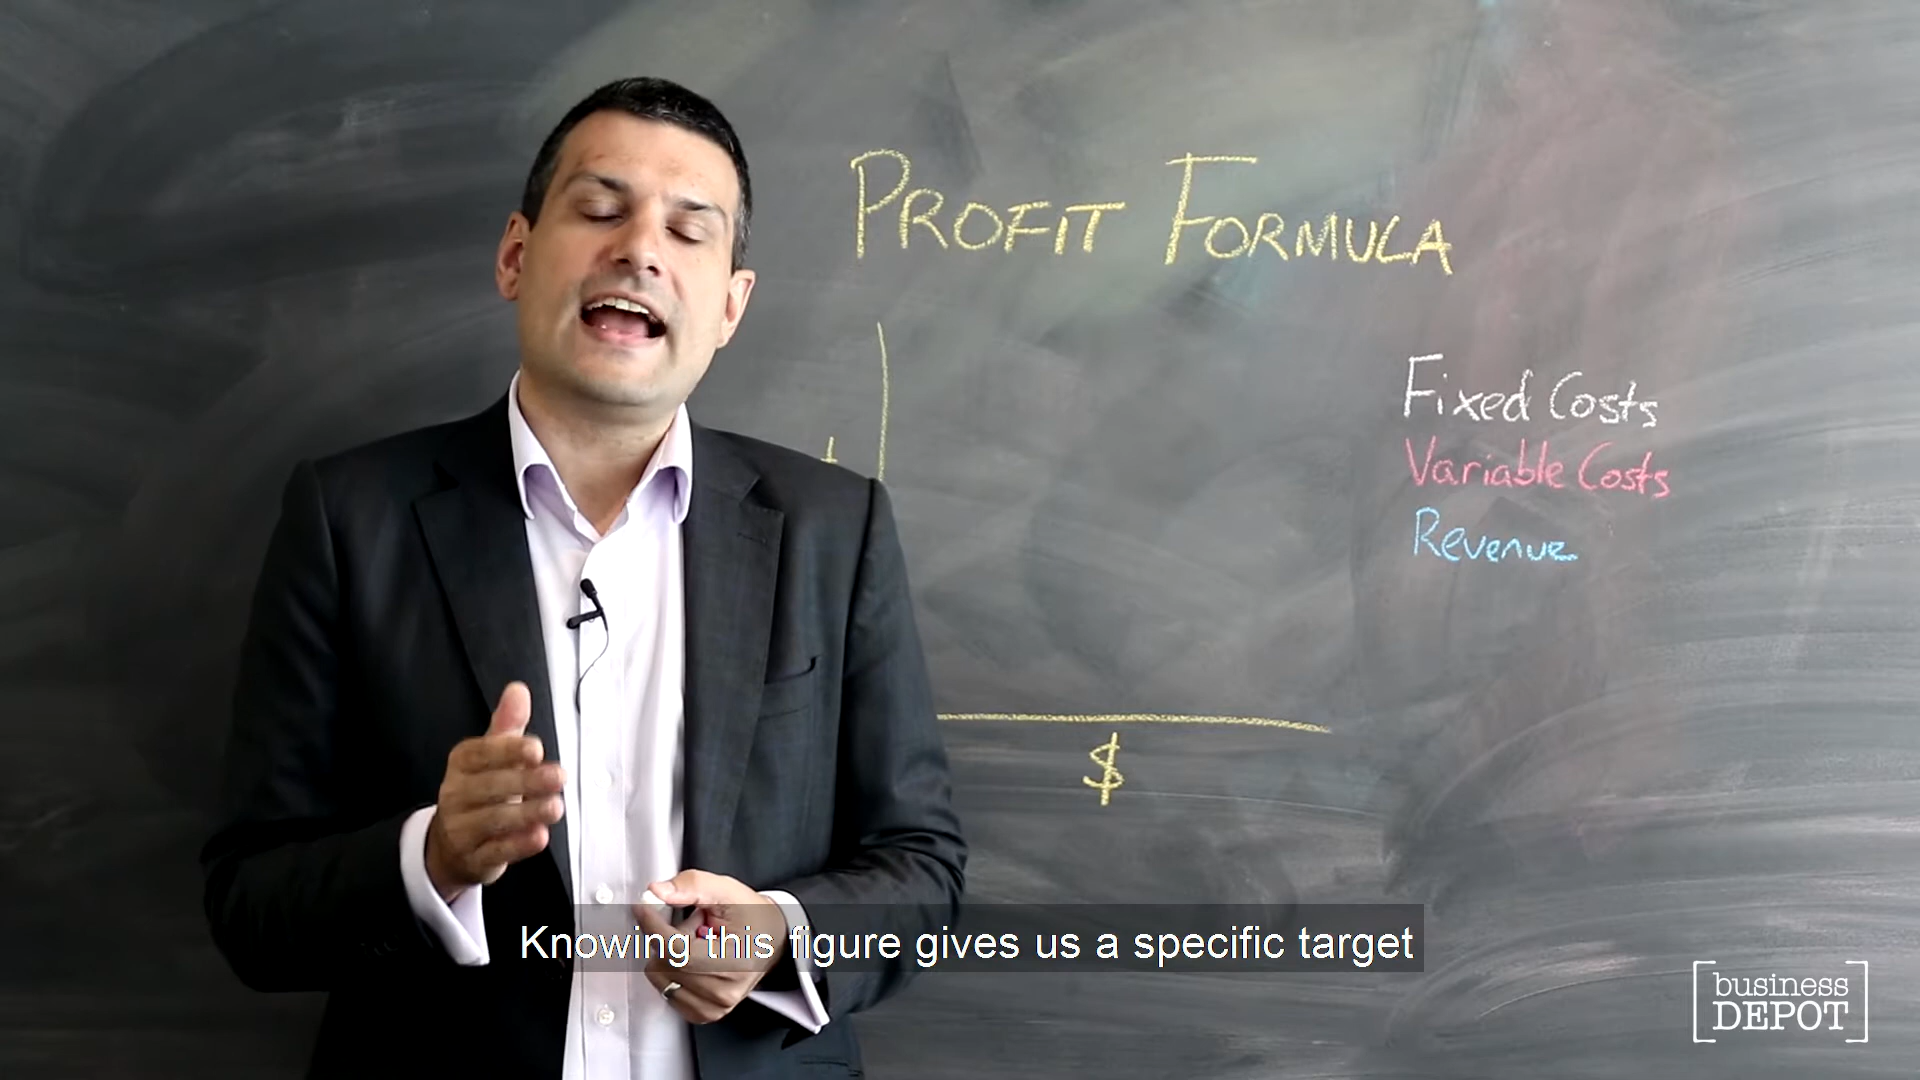 PROFIT FORMULA
Fixed Costs
Variable Costs
Revenue
$
Knowing this figure gives us a specific target
[business
DEPOT]